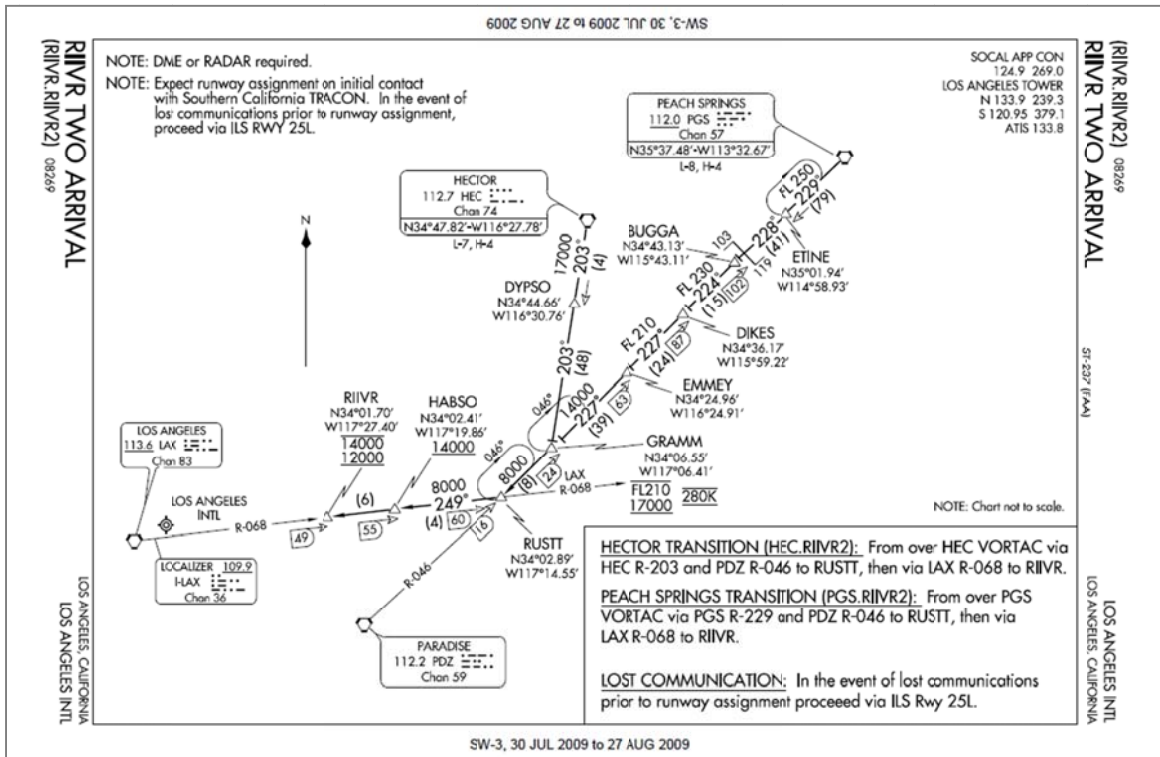 SW-3, 30 JUL 2009 to 27 AUG 2009
(RIIVR.RIIVR2) 08269
RIIVR TWO ARRIVAL
NOTE: DME or RADAR required.
NOTE: Expect runway assignment on initial contact
with Southern California TRACON. In the event of
lost communications prior to runway assignment,
proceed via ILS RWY 25L.
SOCAL APP CON
124.9 269.0
LOS ANGELES TOWER
N 133.9 239.3
S 120.95 379.1
ATIS 133.8
(RIIVR.RIIVR2) 08269
RIIVR TWO ARRIVAL
ST-237 (FAA)
PEACH SPRINGS
112.0 PGS
Chan 57
N35°37.48'-W113°32.67'
L-8, H-4
HECTOR
112.7 HEC
Chan 74
N34°47.82'-W116°27.78'
L-7, H-4
N
FL 250
229°
(79)
ETINE
N35°01.94'
W114°58.93'
228°
(41)
103
119
BUGGA
N34°43.13'
W115°43.11'
FL 230
224°
(15)
102
DIKES
N34°36.17'
W115°59.22'
FL 210
227°
(24)
87
EMMEY
N34°24.96'
W116°24.91'
17000
203°
(4)
DYPSO
N34°44.66'
W116°30.76'
203°
(48)
046°
14000
227°
(39)
63
GRAMM
N34°06.55'
W117°06.41'
FL210
17000
280K
046°
8000
(8)
24
LAX
R-068
RUSTT
N34°02.89'
W117°14.55'
16
8000
249°
(4)
60
HABSO
N34°02.41'
W117°19.86'
14000
(6)
55
RIIVR
N34°01.70'
W117°27.40'
14000
12000
49
R-068
LOS ANGELES
113.6 LAX
Chan 83
LOS ANGELES
INTL
LOCALIZER 109.9
I-LAX
Chan 36
R-046
PARADISE
112.2 PDZ
Chan 59
NOTE: Chart not to scale.
HECTOR TRANSITION (HEC.RIIVR2): From over HEC VORTAC via
HEC R-203 and PDZ R-046 to RUSTT, then via LAX R-068 to RIIVR.
PEACH SPRINGS TRANSITION (PGS.RIIVR2): From over PGS
VORTAC via PGS R-229 and PDZ R-046 to RUSTT, then via
LAX R-068 to RIIVR.
LOST COMMUNICATION: In the event of lost communications
prior to runway assignment proceeed via ILS Rwy 25L.
LOS ANGELES, CALIFORNIA
LOS ANGELES INTL
LOS ANGELES INTL
LOS ANGELES, CALIFORNIA
SW-3, 30 JUL 2009 to 27 AUG 2009